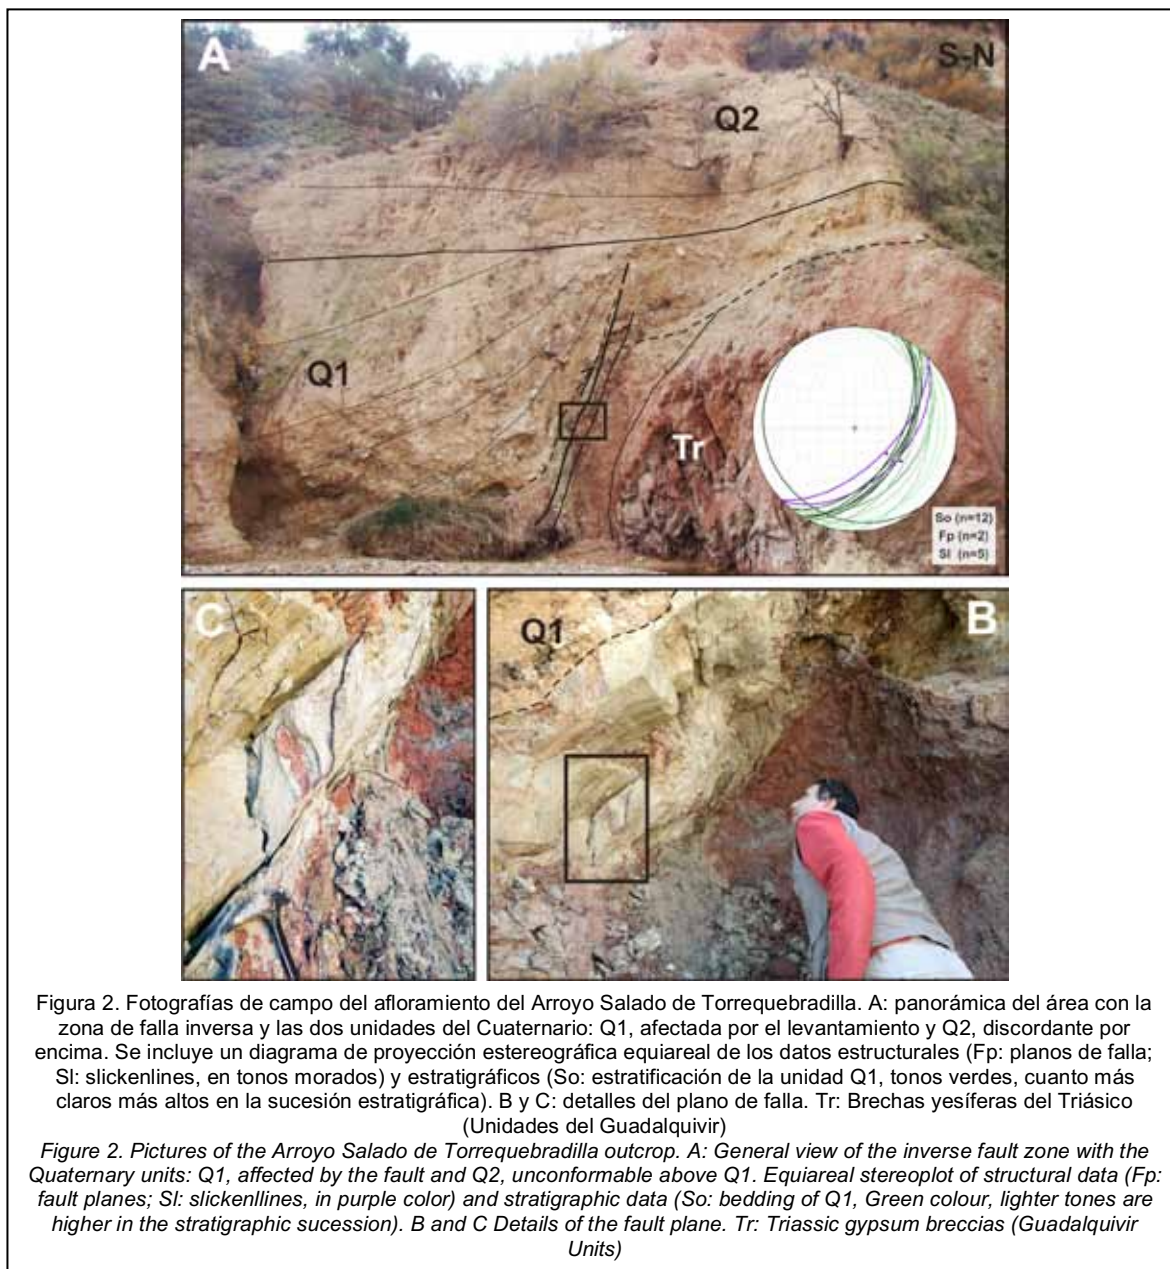 A
S-N
Q2
Q1
Tr
So (n=12)
Fp (n=2)
Sl (n=5)
C
Q1
B
Figura 2. Fotografías de campo del afloramiento del Arroyo Salado de Torrequebradilla. A: panorámica del área con la
zona de falla inversa y las dos unidades del Cuaternario: Q1, afectada por el levantamiento y Q2, discordante por
encima. Se incluye un diagrama de proyección estereográfica equiareal de los datos estructurales (Fp: planos de falla;
Sl: slickenlines, en tonos morados) y estratigráficos (So: estratificación de la unidad Q1, tonos verdes, cuanto más
claros más altos en la sucesión estratigráfica). B y C: detalles del plano de falla. Tr: Brechas yesíferas del Triásico
(Unidades del Guadalquivir)
Figure 2. Pictures of the Arroyo Salado de Torrequebradilla outcrop. A: General view of the inverse fault zone with the
Quaternary units: Q1, affected by the fault and Q2, unconformable above Q1. Equiareal stereoplot of structural data (Fp:
fault planes; Sl: slickenllines, in purple color) and stratigraphic data (So: bedding of Q1, Green colour, lighter tones are
higher in the stratigraphic sucession). B and C Details of the fault plane. Tr: Triassic gypsum breccias (Guadalquivir
Units)